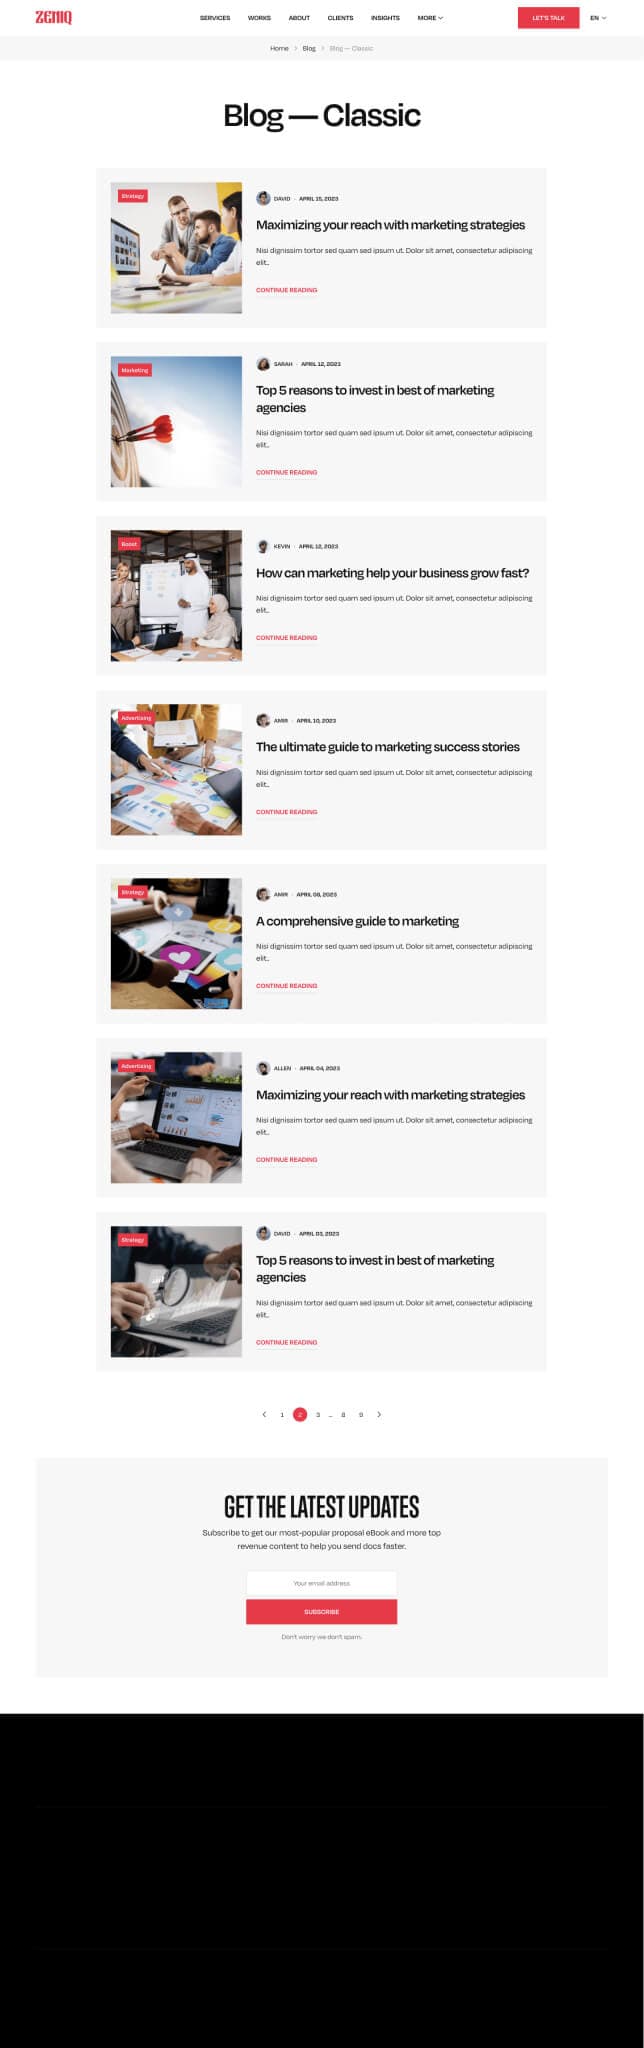 ZENIQ
SERVICES WORKS ABOUT CLIENTS INSIGHTS MORE
LET'S TALK
EN
Home > Blog > Blog — Classic
Blog — Classic
Strategy
DAVID - APRIL 15, 2023
Maximizing your reach with marketing strategies
Nisi dignissim tortor sed quam sed ipsum ut. Dolor sit amet, consectetur adipiscing
elit..
CONTINUE READING
Marketing
SARAH - APRIL 12, 2023
Top 5 reasons to invest in best of marketing
agencies
Nisi dignissim tortor sed quam sed ipsum ut. Dolor sit amet, consectetur adipiscing
elit..
CONTINUE READING
Boost
KEVIN - APRIL 12, 2023
How can marketing help your business grow fast?
Nisi dignissim tortor sed quam sed ipsum ut. Dolor sit amet, consectetur adipiscing
elit..
CONTINUE READING
Advertising
AMIR - APRIL 10, 2023
The ultimate guide to marketing success stories
Nisi dignissim tortor sed quam sed ipsum ut. Dolor sit amet, consectetur adipiscing
elit..
CONTINUE READING
Strategy
AMIR - APRIL 08, 2023
A comprehensive guide to marketing
Nisi dignissim tortor sed quam sed ipsum ut. Dolor sit amet, consectetur adipiscing
elit..
CONTINUE READING
Advertising
ALLEN - APRIL 04, 2023
Maximizing your reach with marketing strategies
Nisi dignissim tortor sed quam sed ipsum ut. Dolor sit amet, consectetur adipiscing
elit..
CONTINUE READING
Strategy
DAVID - APRIL 03, 2023
Top 5 reasons to invest in best of marketing
agencies
Nisi dignissim tortor sed quam sed ipsum ut. Dolor sit amet, consectetur adipiscing
elit..
CONTINUE READING
1 2 3 ... 8 9
GET THE LATEST UPDATES
Subscribe to get our most-popular proposal eBook and more top
revenue content to help you send docs faster.
Your email address
SUBSCRIBE
Don't worry we don't spam.